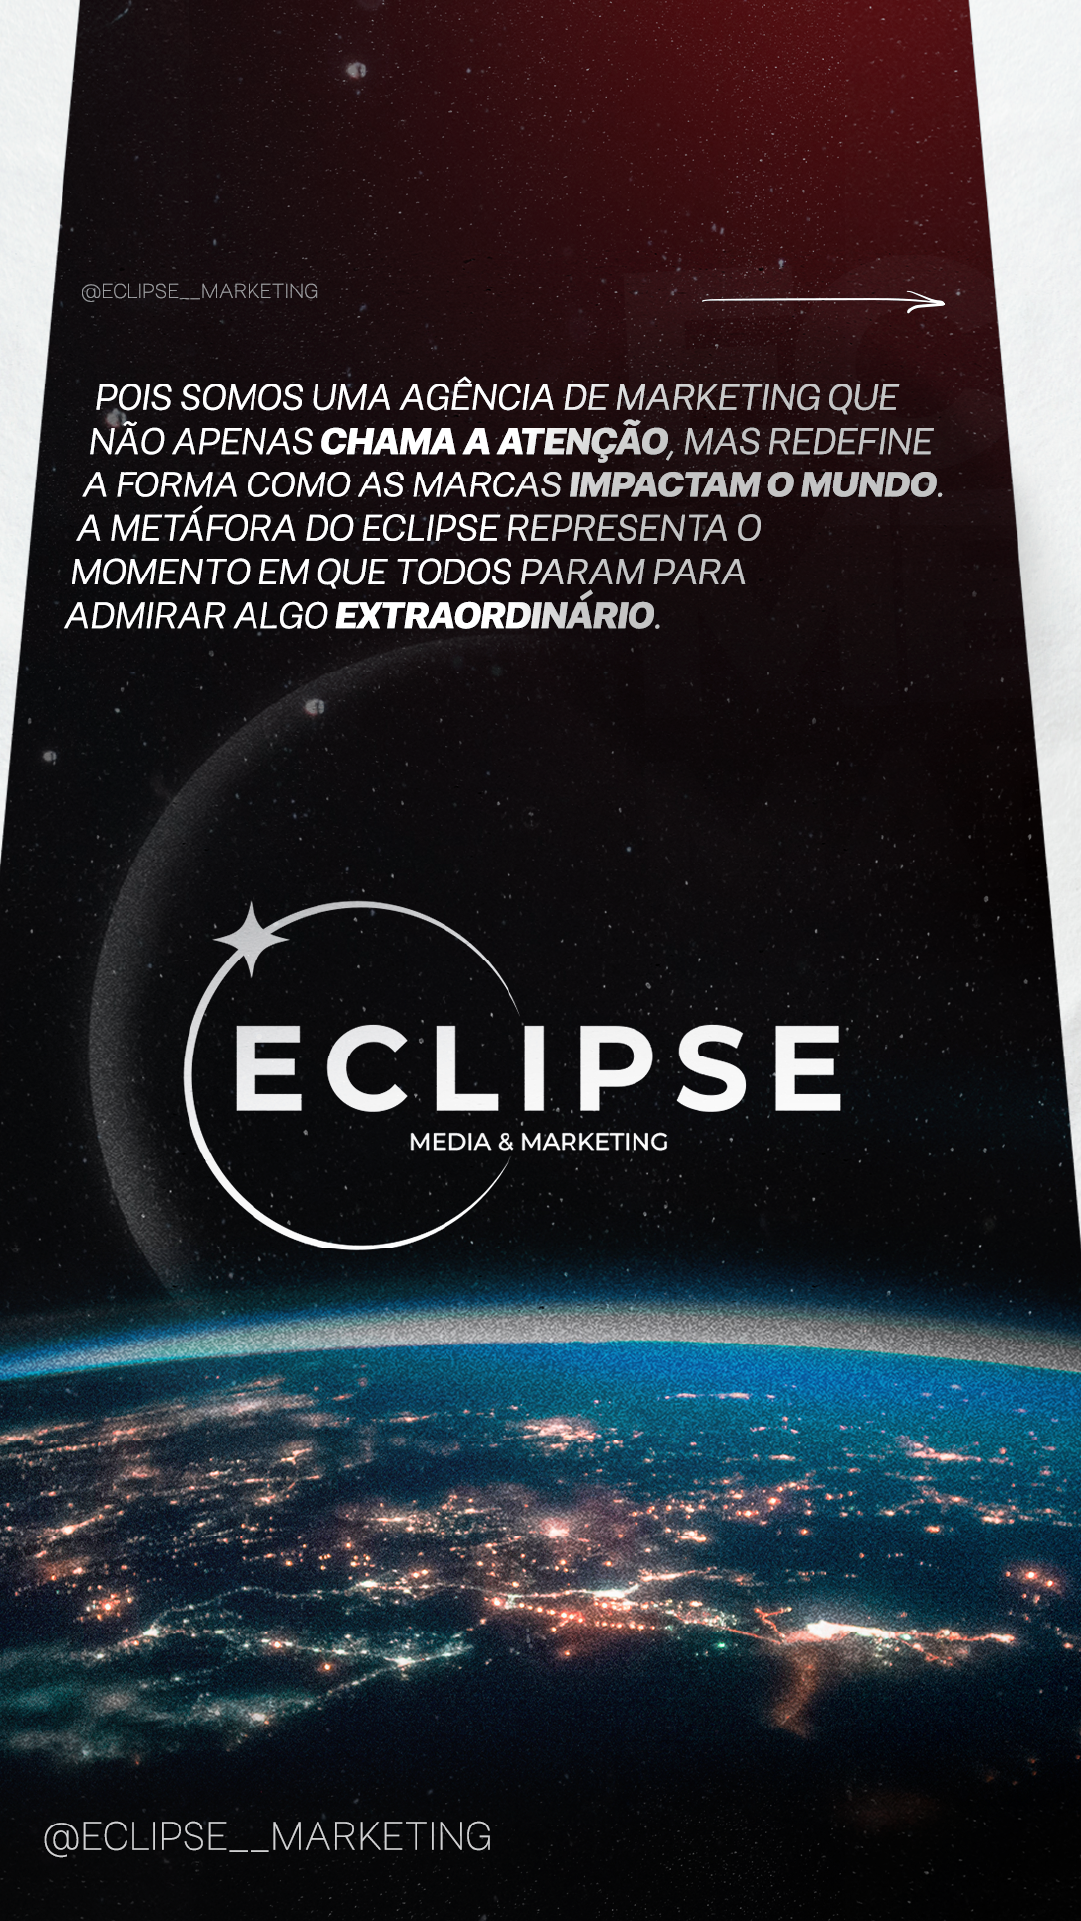 @ECLIPSE__MARKETING
POIS SOMOS UMA AGÊNCIA DE MARKETING QUE
NÃO APENAS CHAMA A ATENÇÃO, MAS REDEFINE
A FORMA COMO AS MARCAS IMPACTAM O MUNDO.
A METÁFORA DO ECLIPSE REPRESENTA O
MOMENTO EM QUE TODOS PARAM PARA
ADMIRAR ALGO EXTRAORDINÁRIO.
ECLIPSE
MEDIA & MARKETING
@ECLIPSE__MARKETING